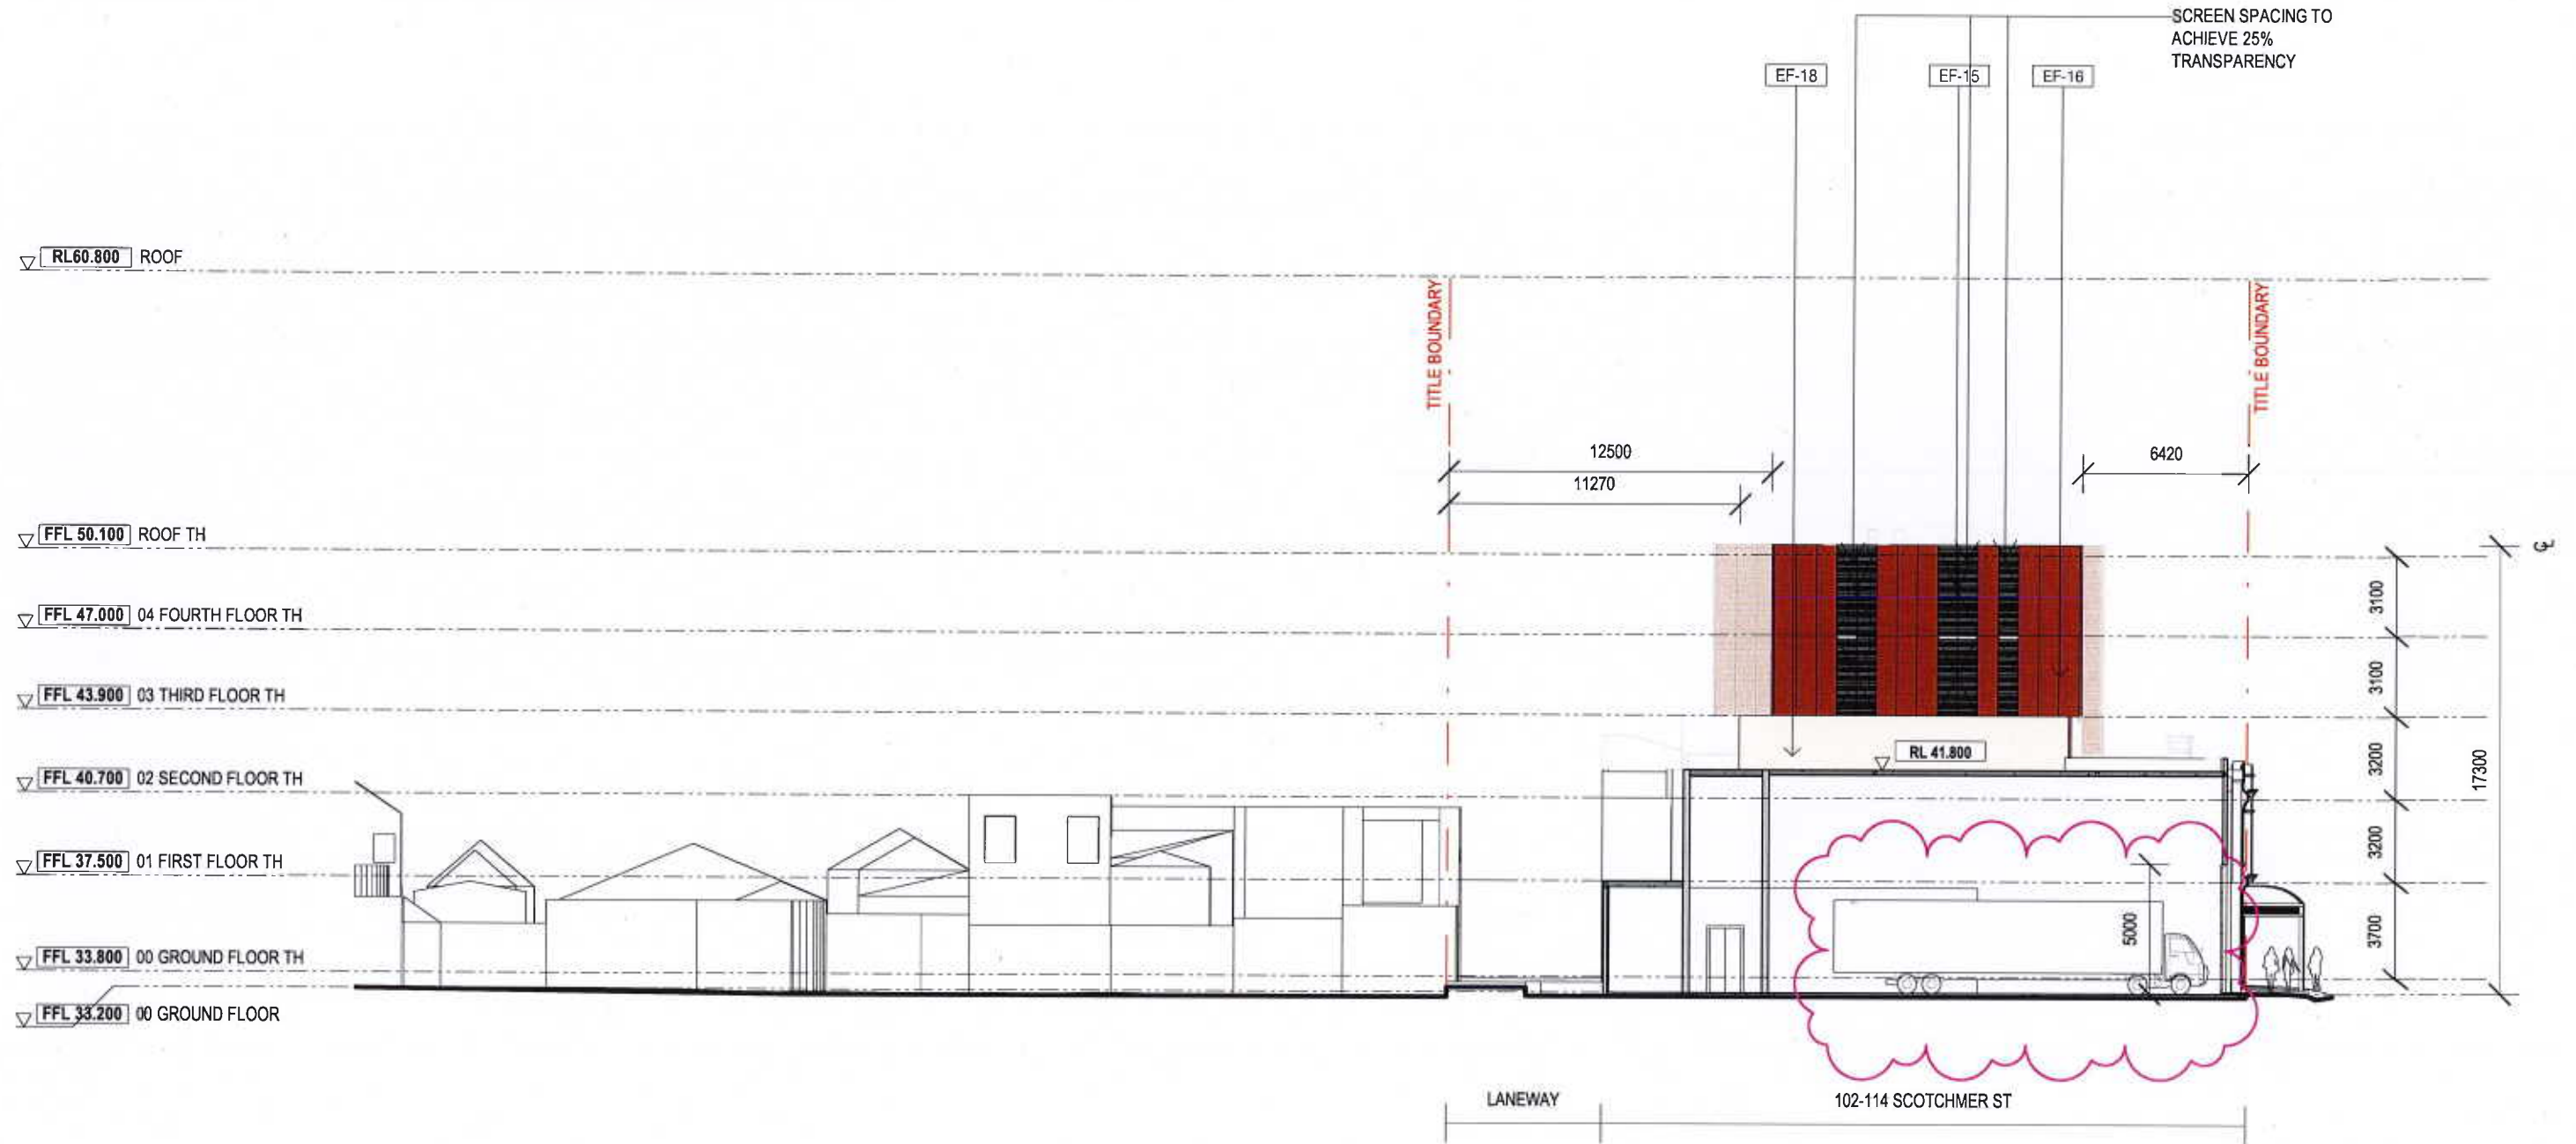 SCREEN SPACING TO
ACHIEVE 25%
TRANSPARENCY
EF-18
EF-15
EF-16
RL60.800 ROOF
TITLE BOUNDARY
TITLE BOUNDARY
12500
6420
11270
FFL 50.100 ROOF TH
FFL 47.000 04 FOURTH FLOOR TH
3100
FFL 43.900 03 THIRD FLOOR TH
3100
RL 41.800
FFL 40.700 02 SECOND FLOOR TH
3200
17300
FFL 37.500 01 FIRST FLOOR TH
3200
5000
3700
FFL 33.800 00 GROUND FLOOR TH
FFL 33.200 00 GROUND FLOOR
LANEWAY
102-114 SCOTCHMER ST